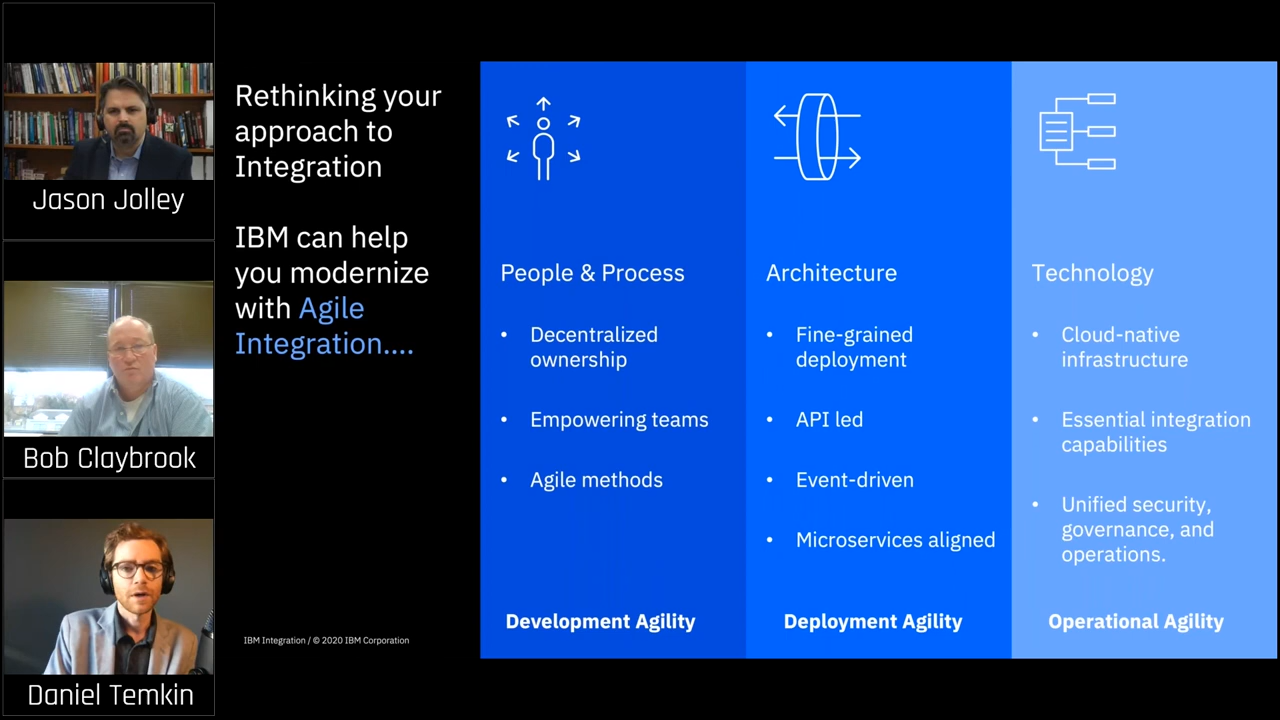 Jason Jolley
Bob Claybrook
Daniel Temkin
Rethinking your
approach to
Integration
IBM can help
you modernize
with Agile
Integration....
IBM Integration / © 2020 IBM Corporation
People & Process
• Decentralized
ownership
• Empowering teams
• Agile methods
Development Agility
Architecture
• Fine-grained
deployment
• API led
• Event-driven
• Microservices aligned
Deployment Agility
Technology
• Cloud-native
infrastructure
• Essential integration
capabilities
• Unified security,
governance, and
operations.
Operational Agility